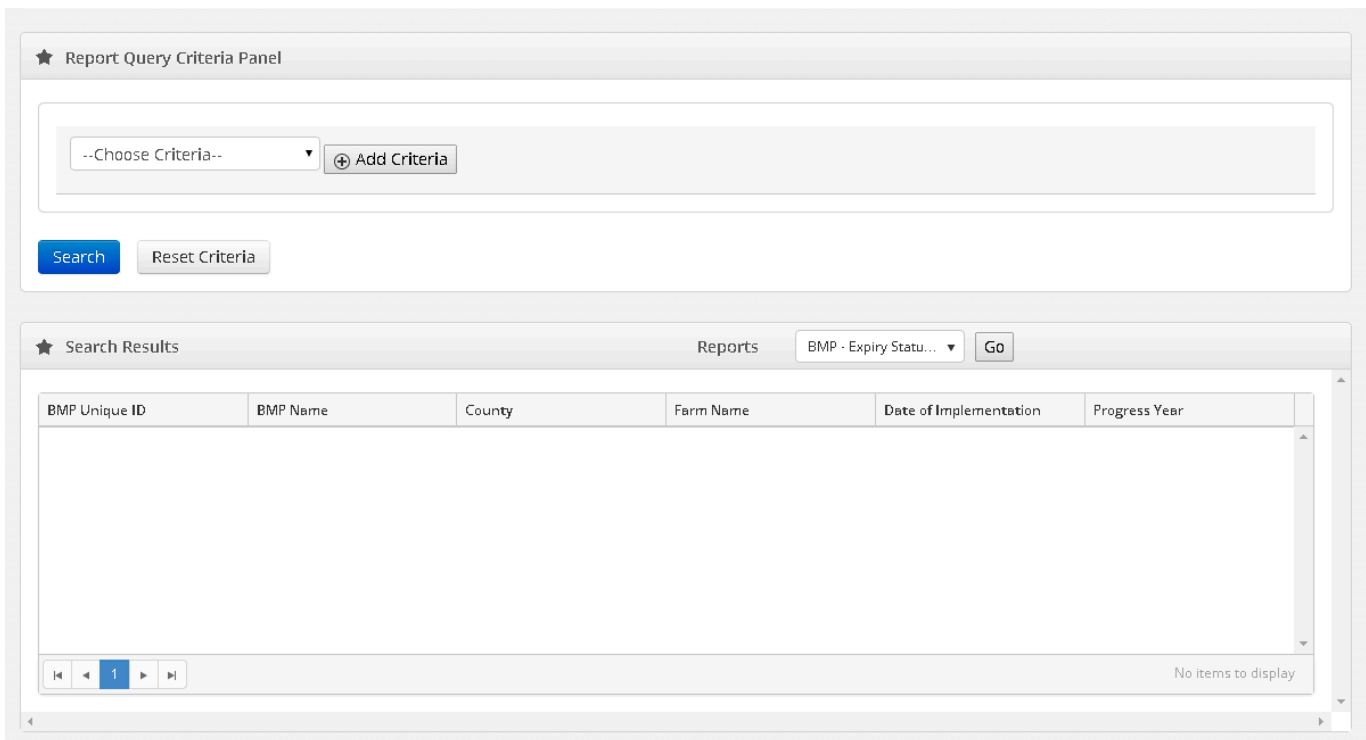 Report Query Criteria Panel
--Choose Criteria-- Add Criteria
Search Reset Criteria
Search Results Reports BMP - Expiry Statu... Go
BMP Unique ID BMP Name County Farm Name Date of Implementation Progress Year
1 No items to display